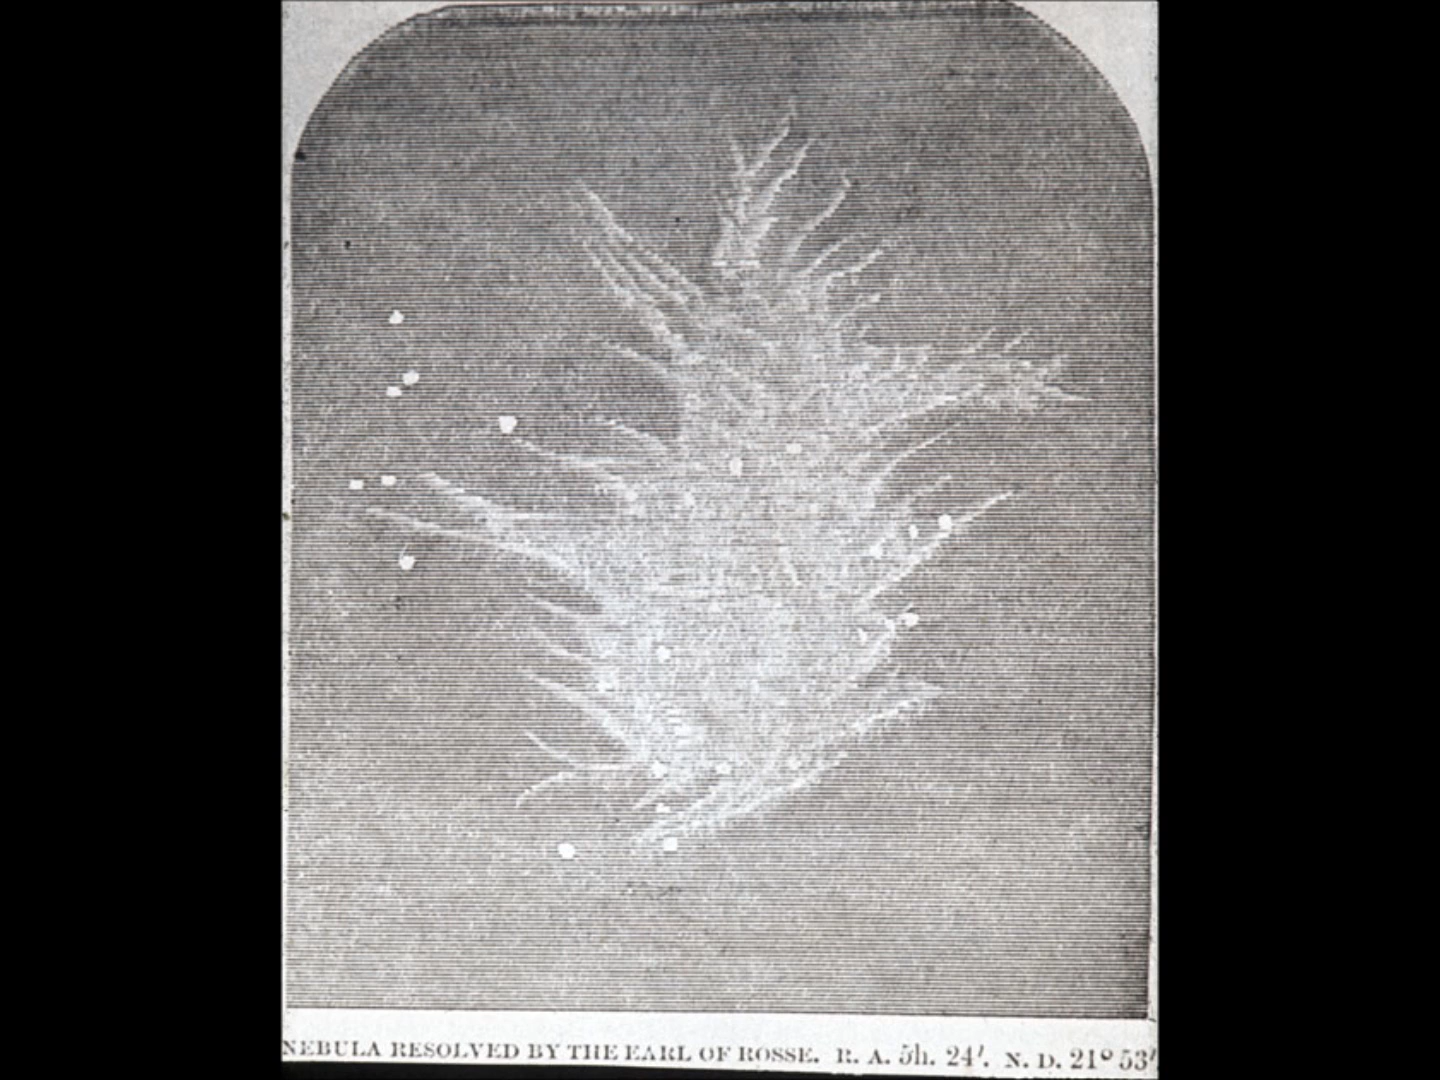 NEBULA RESOLVED BY THE EARL OF ROSSE. R. A. 5h. 24′. N. D. 21° 53′